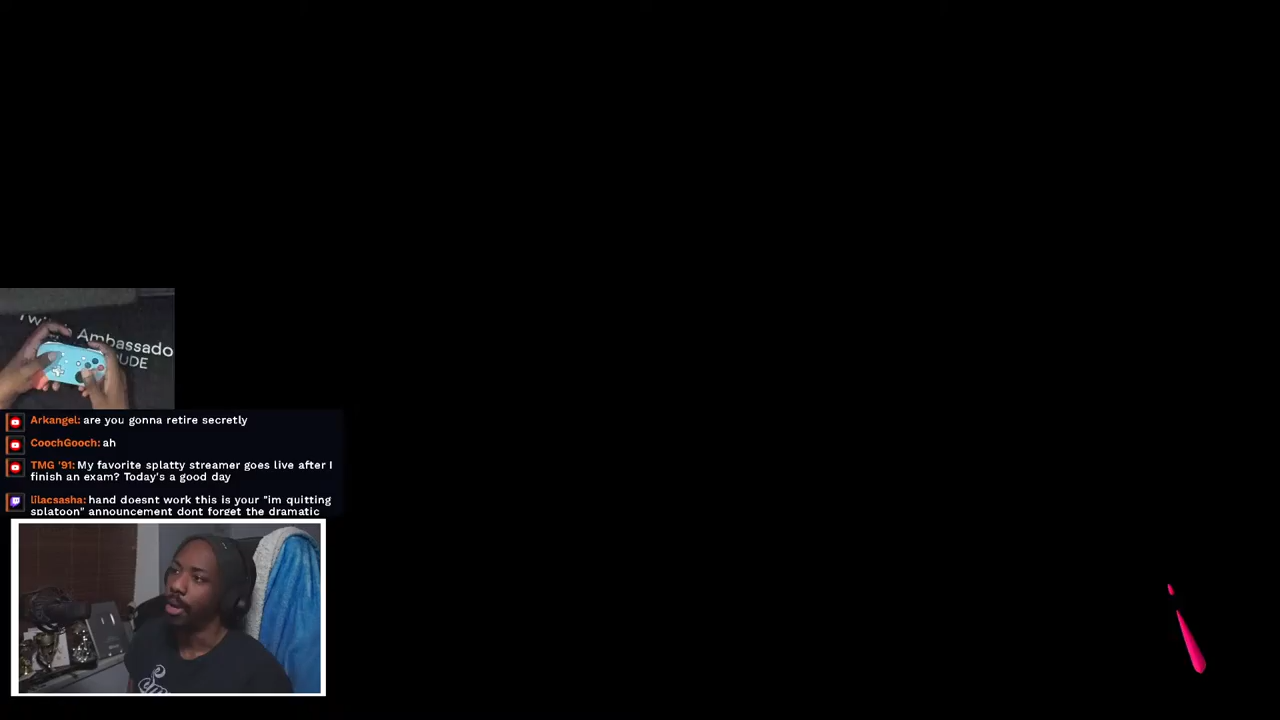 Twitch Ambassado
UDE
Arkangel: are you gonna retire secretly
CoochGooch: ah
TMG '91: My favorite splatty streamer goes live after I
finish an exam? Today's a good day
lilacsasha: hand doesnt work this is your "im quitting
splatoon" announcement dont forget the dramatic